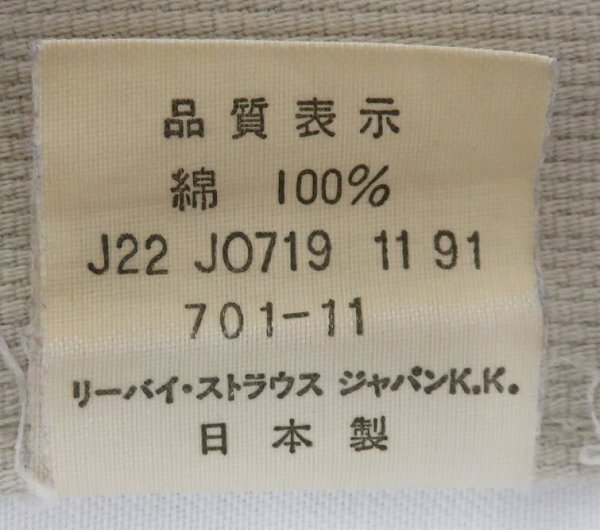 品質表示
綿 100%
J22 JO719 11 91
701-11
リーバイ・ストラウス ジャパンK.K.
日本製